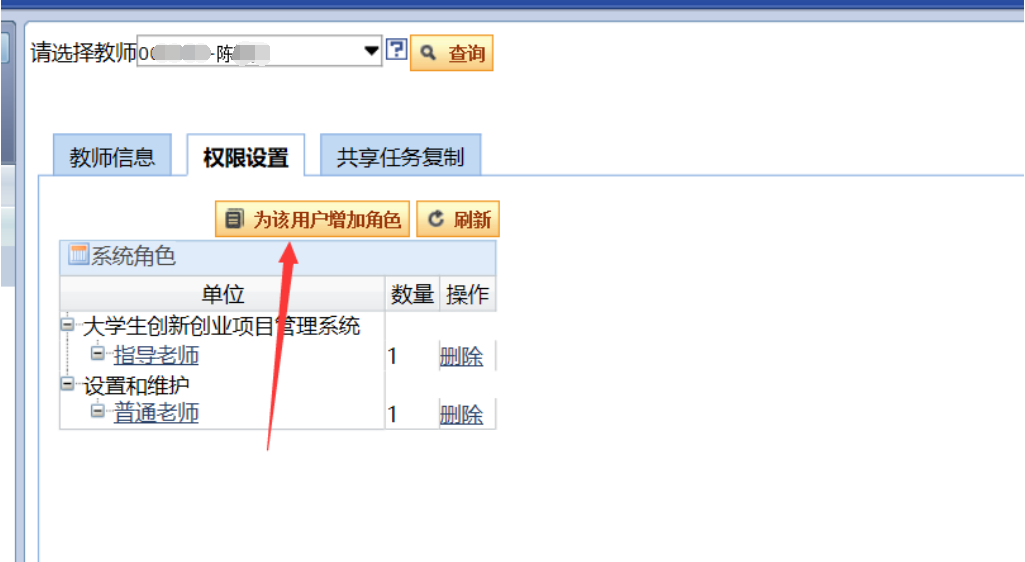 请选择教师 -陈 ? 查询
教师信息 权限设置 共享任务复制
为该用户增加角色 刷新
系统角色
单位 数量 操作
大学生创新创业项目管理系统
指导老师 1 删除
设置和维护
普通老师 1 删除